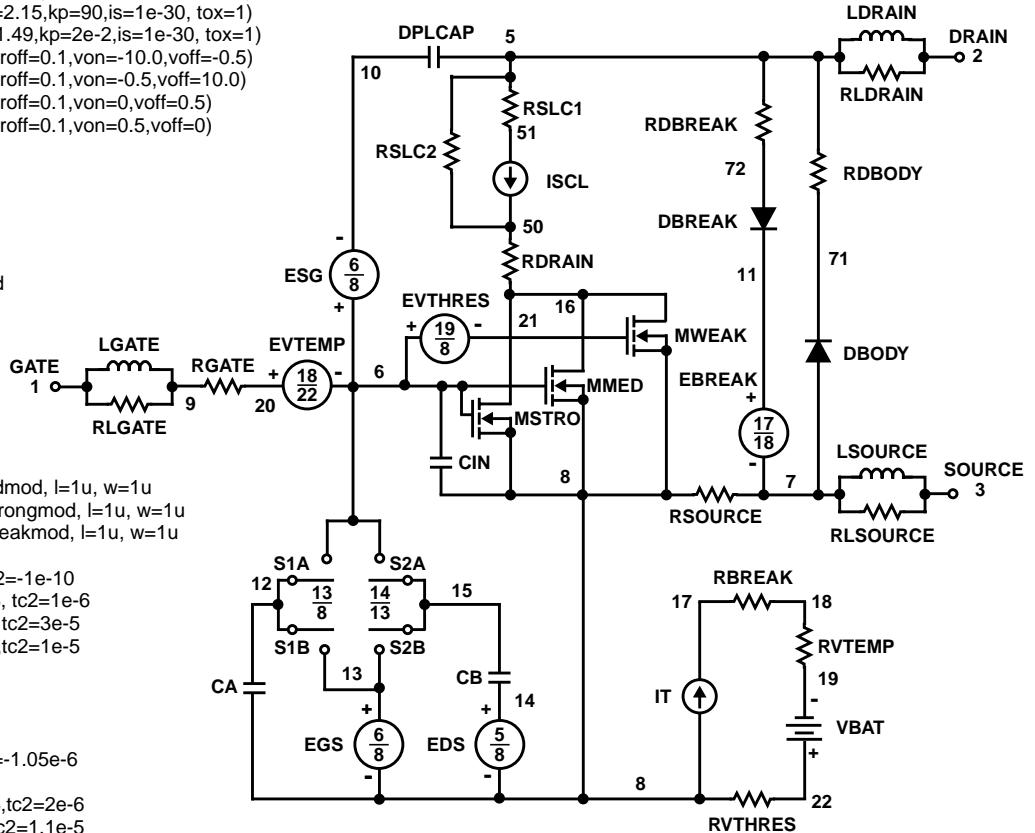 =2.15,kp=90,is=1e-30, tox=1)
1.49,kp=2e-2,is=1e-30, tox=1)
roff=0.1,von=-10.0,voff=-0.5)
roff=0.1,von=-0.5,voff=10.0)
roff=0.1,von=0,voff=0.5)
roff=0.1,von=0.5,voff=0)
d
dmod, l=1u, w=1u
rongmod, l=1u, w=1u
eakmod, l=1u, w=1u
2=-1e-10
, tc2=1e-6
,tc2=3e-5
,tc2=1e-5
=-1.05e-6
,tc2=2e-6
c2=1.1e-5
DPLCAP
5
LDRAIN
DRAIN
2
10
RLDRAIN
RSLC1
51
RSLC2
ISCL
50
RDBREAK
72
RDBODY
DBREAK
11
71
ESG
- 
6
8
+
RDRAIN
EVTHRES
+
19
8
-
16
21
MWEAK
LGATE
GATE
1
RGATE
EVTEMP
+
18
22
-
6
9
20
RLGATE
MMED
MSTRO
EBREAK
+
17
18
-
DBODY
CIN
8
RSOURCE
7
LSOURCE
SOURCE
3
RLSOURCE
S1A
S2A
12
13
8
14
13
15
S1B
S2B
13
CA
CB
14
+
EGS
6
8
-
+
EDS
5
8
-
8
RBREAK
17
18
RVTEMP
19
IT
-
VBAT
+
22
RVTHRES